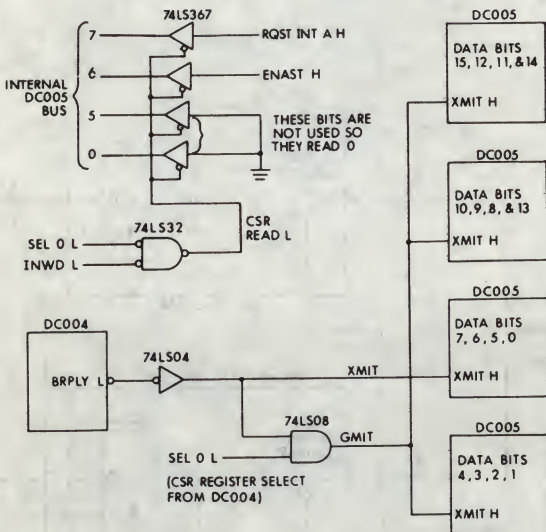 74LS367
7
RQST INT A H
6
ENAST H
INTERNAL
DC005
BUS
5
0
THESE BITS ARE
NOT USED SO
THEY READ 0
CSR
READ L
74LS32
SEL 0 L
INWD L
DC004
BRPLY L
74LS04
XMIT
74LS08
GMIT
SEL 0 L
(CSR REGISTER SELECT
FROM DC004)
DC005
DATA BITS
15, 12, 11, &14
XMIT H
DC005
DATA BITS
10,9,8, &13
XMIT H
DC005
DATA BITS
7, 6, 5, 0
XMIT H
DC005
DATA BITS
4, 3, 2, 1
XMIT H